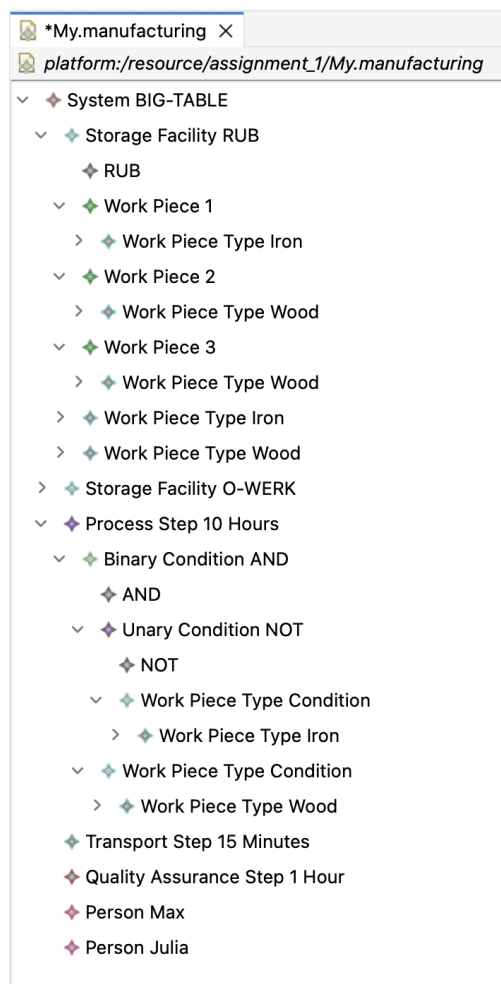 *My.manufacturing
platform:/resource/assignment_1/My.manufacturing
System BIG-TABLE
Storage Facility RUB
RUB
Work Piece 1
Work Piece Type Iron
Work Piece 2
Work Piece Type Wood
Work Piece 3
Work Piece Type Wood
Work Piece Type Iron
Work Piece Type Wood
Storage Facility O-WERK
Process Step 10 Hours
Binary Condition AND
AND
Unary Condition NOT
NOT
Work Piece Type Condition
Work Piece Type Iron
Work Piece Type Condition
Work Piece Type Wood
Transport Step 15 Minutes
Quality Assurance Step 1 Hour
Person Max
Person Julia